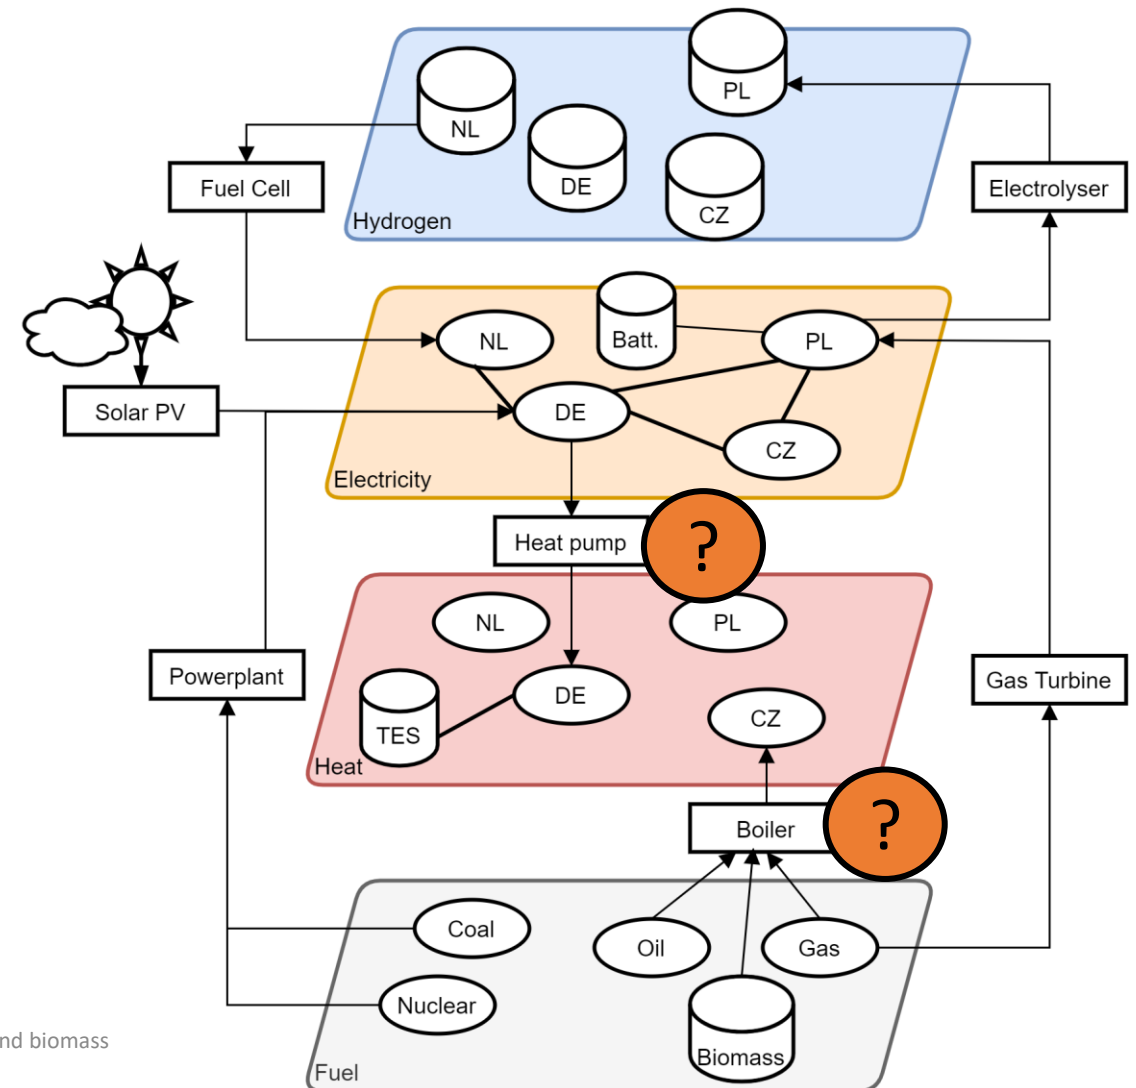 PL
NL
DE
CZ
Hydrogen
Fuel Cell
Electrolyser
Batt.
NL
PL
DE
CZ
Electricity
Solar PV
Heat pump
?
NL
PL
DE
TES
CZ
Heat
Powerplant
Gas Turbine
Boiler
?
Coal
Oil
Gas
Nuclear
Biomass
Fuel
nd biomass